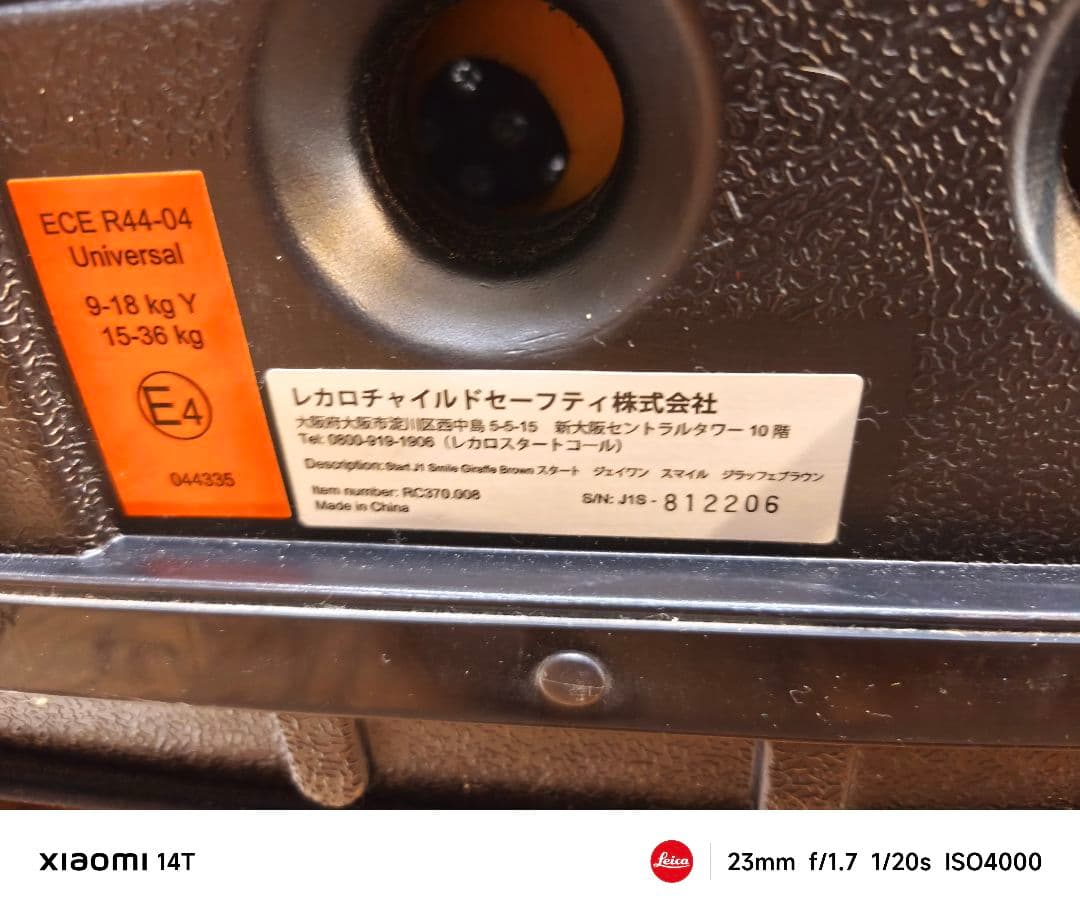 ECE R44-04
Universal
9-18 kg Y
15-36 kg
E4
044335
レカロチャイルドセーフティ株式会社
大阪府大阪市淀川区西中島 5-5-15　新大阪セントラルタワー 10 階
Tel: 0800-919-1906（レカロスタートコール）
Description: Start J1 Smile Giraffe Brown スタート　ジェイワン　スマイル　ジラッフェブラウン
Item number: RC370.008
S/N: J1S - 812206
Made in China
XIAOMI 14T
Leica
23mm f/1.7 1/20s ISO4000